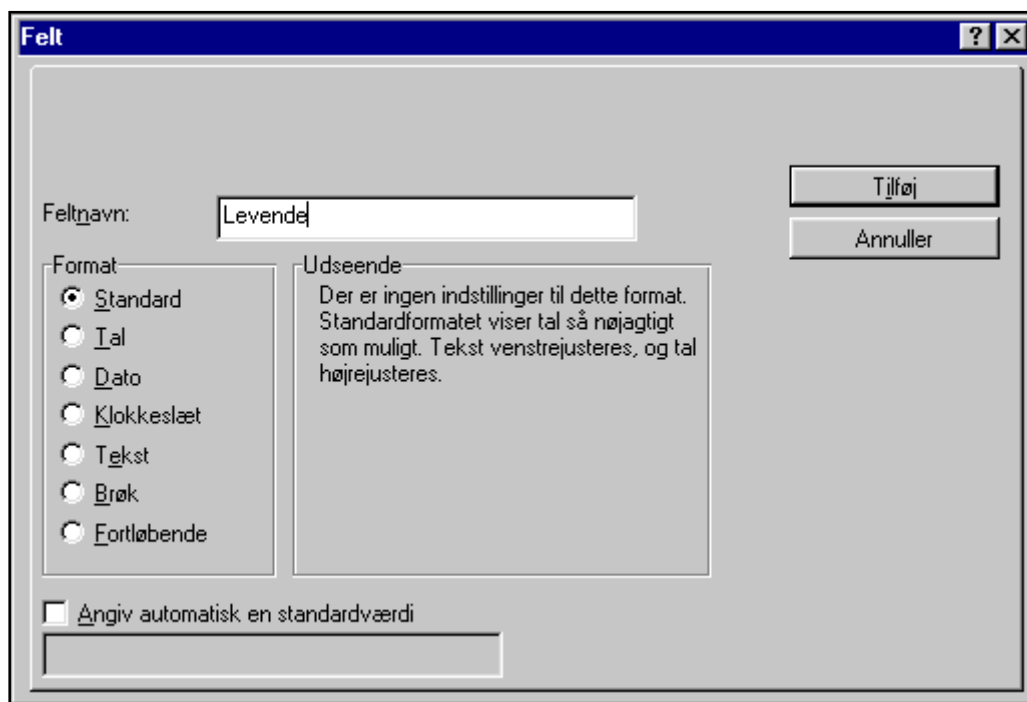 Felt
Feltnavn:
Levende
Tilføj
Annuller
Format
Standard
Tal
Dato
Klokkeslæt
Tekst
Brøk
Fortløbende
Udseende
Der er ingen indstillinger til dette format.
Standardformatet viser tal så nøjagtigt
som muligt. Tekst venstrejusteres, og tal
højrejusteres.
Angiv automatisk en standardværdi